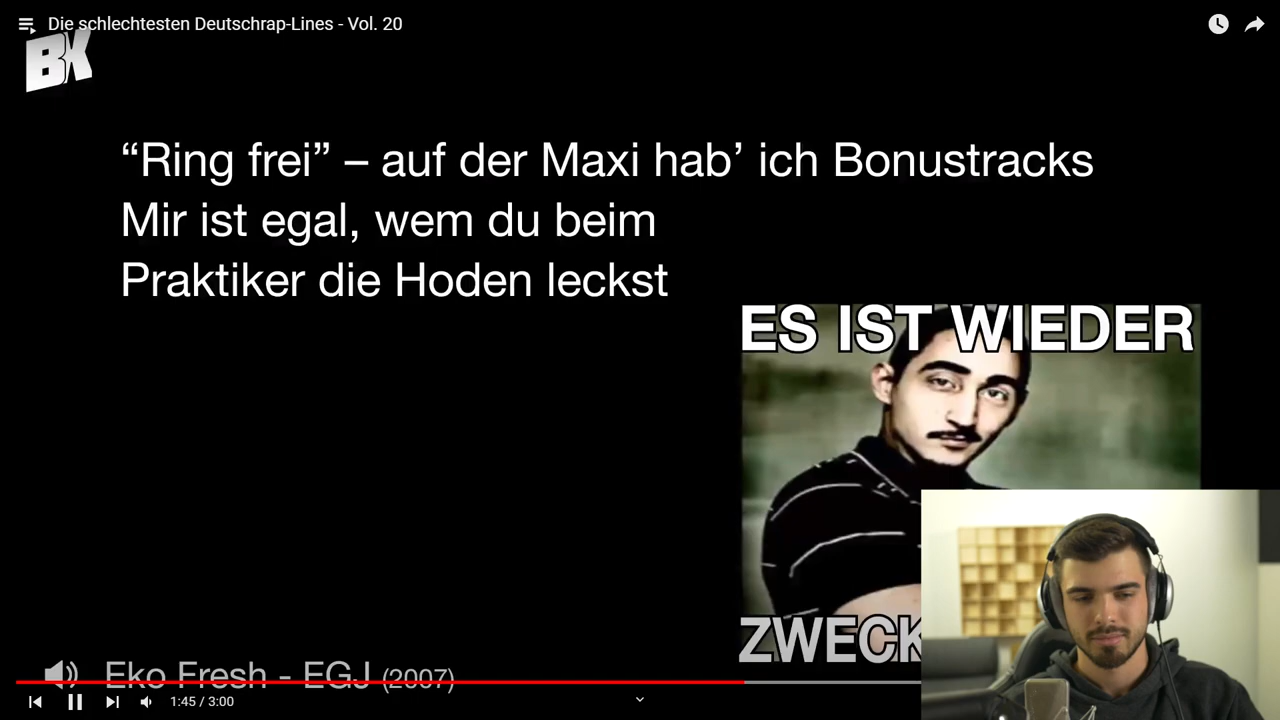 Die schlechtesten Deutschrap-Lines - Vol. 20
BK
“Ring frei” – auf der Maxi hab’ ich Bonustracks
Mir ist egal, wem du beim
Praktiker die Hoden leckst
ES IST WIEDER
ZWECK
Eko Fresh - EGJ (2007)
1:45 / 3:00